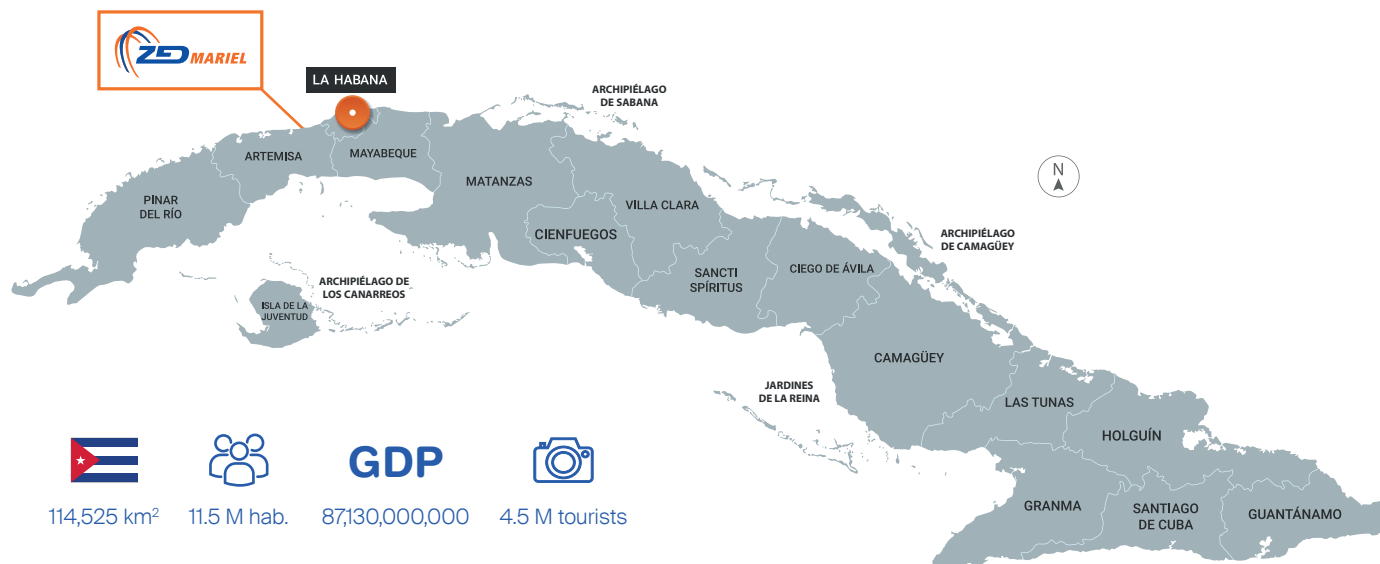 ZED MARIEL
LA HABANA
ARCHIPIÉLAGO
DE SABANA
ARTEMISA
MAYABEQUE
MATANZAS
N
PINAR
DEL RÍO
VILLA CLARA
CIENFUEGOS
ARCHIPIÉLAGO
DE CAMAGÜEY
SANCTI
SPÍRITUS
CIEGO DE ÁVILA
ARCHIPIÉLAGO DE
LOS CANARREOS
ISLA DE LA
JUVENTUD
CAMAGÜEY
JARDINES
DE LA REINA
LAS TUNAS
HOLGUÍN
GRANMA
SANTIAGO
DE CUBA
GUANTÁNAMO
GDP
114,525 km²
11.5 M hab.
87,130,000,000
4.5 M tourists